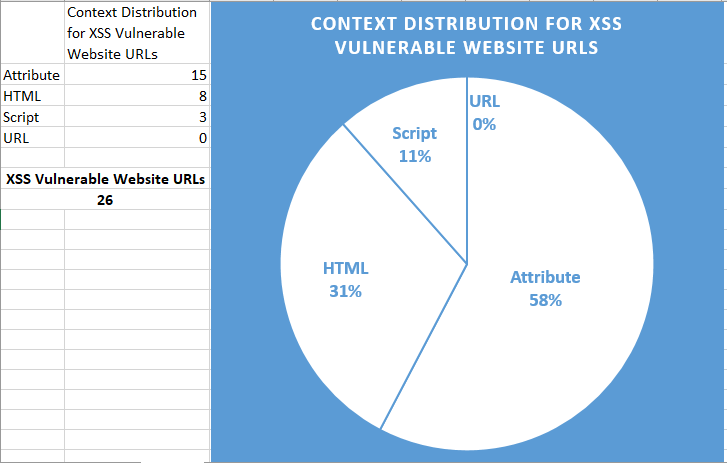 Context Distribution
for XSS Vulnerable
Website URLs
Attribute 15
HTML 8
Script 3
URL 0
XSS Vulnerable Website URLs
26
CONTEXT DISTRIBUTION FOR XSS
VULNERABLE WEBSITE URLS
URL
0%
Script
11%
HTML
31%
Attribute
58%